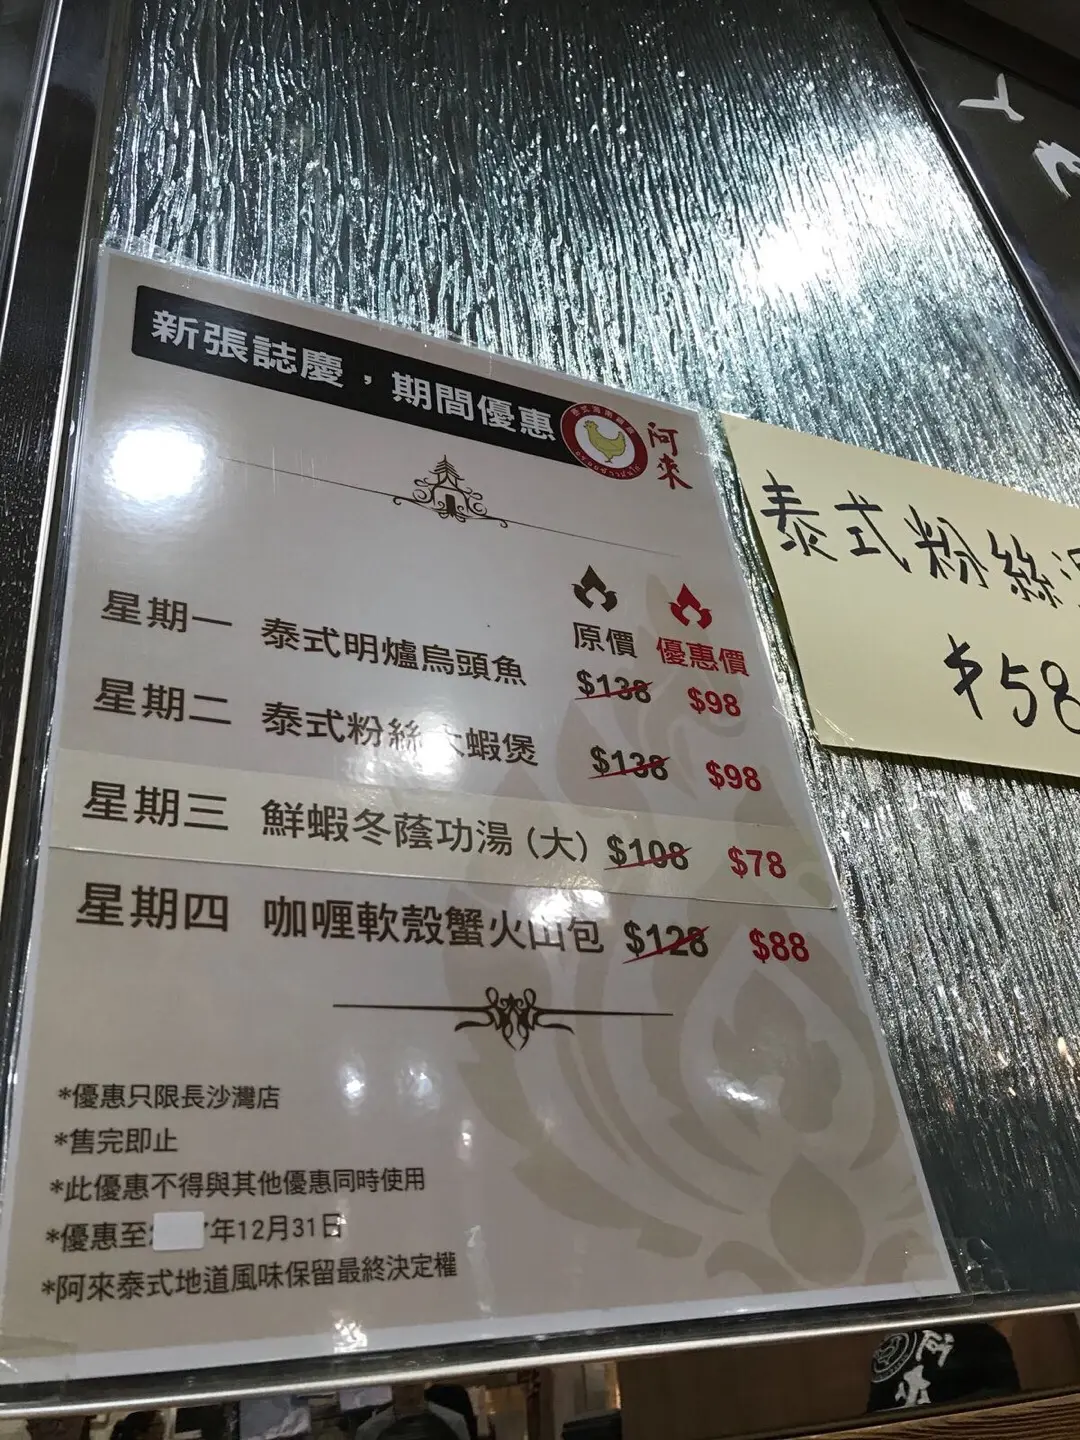 新張誌慶，期間優惠
阿來
原價 優惠價
星期一 泰式明爐烏頭魚 $138 $98
星期二 泰式粉絲大蝦煲 $138 $98
星期三 鮮蝦冬蔭功湯（大） $108 $78
星期四 咖喱軟殼蟹火山包 $128 $88
*優惠只限長沙灣店
*售完即止
*此優惠不得與其他優惠同時使用
*優惠至 年12月31日
*阿來泰式地道風味保留最終決定權
泰式粉絲
$58